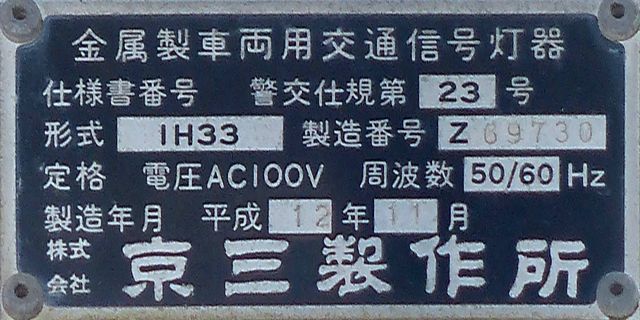 金属製車両用交通信号灯器
仕様書番号 警交仕規第 23 号
形式 1H33 製造番号 Z 69730
定格 電圧AC100V 周波数 50/60 Hz
製造年月 平成 12 年 11 月
株式会社 京三製作所